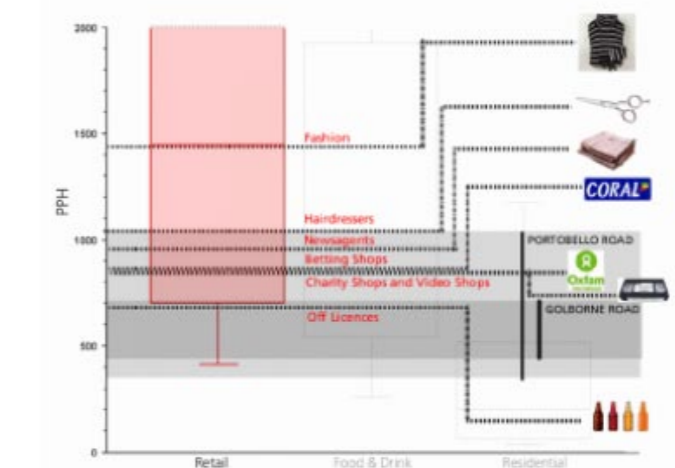 2000
1500
1000
500
0
PPH
Fashion
Hairdressers
Newsagents
Betting Shops
Charity Shops and Video Shops
Off Licences
CORAL
PORTOBELLO ROAD
Oxfam
GOLBORNE ROAD
Retail
Food & Drink
Residential